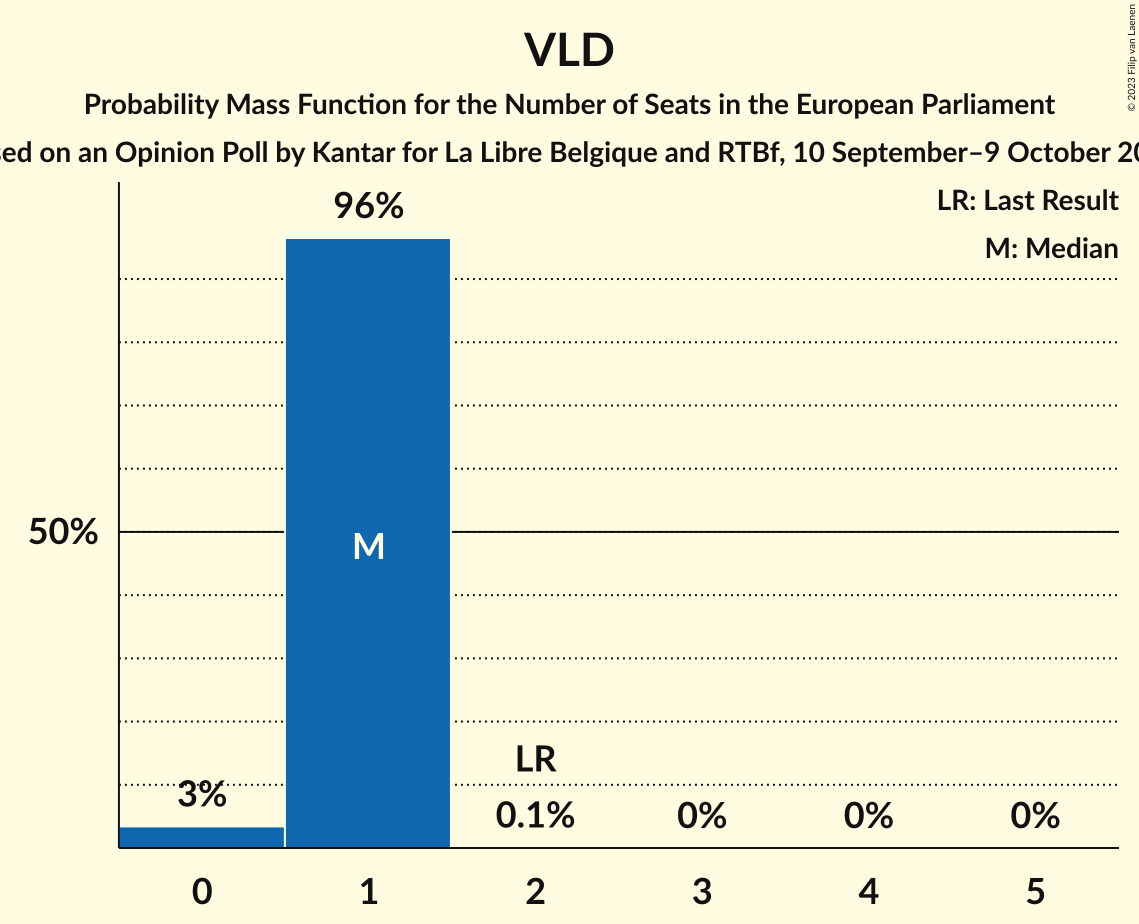 VLD
Probability Mass Function for the Number of Seats in the European Parliament
sed on an Opinion Poll by Kantar for La Libre Belgique and RTBf, 10 September–9 October 20
© 2023 Filip van Laenen
LR: Last Result
M: Median
96%
50%
M
3%
LR
0.1%
0%
0%
0%
0
1
2
3
4
5